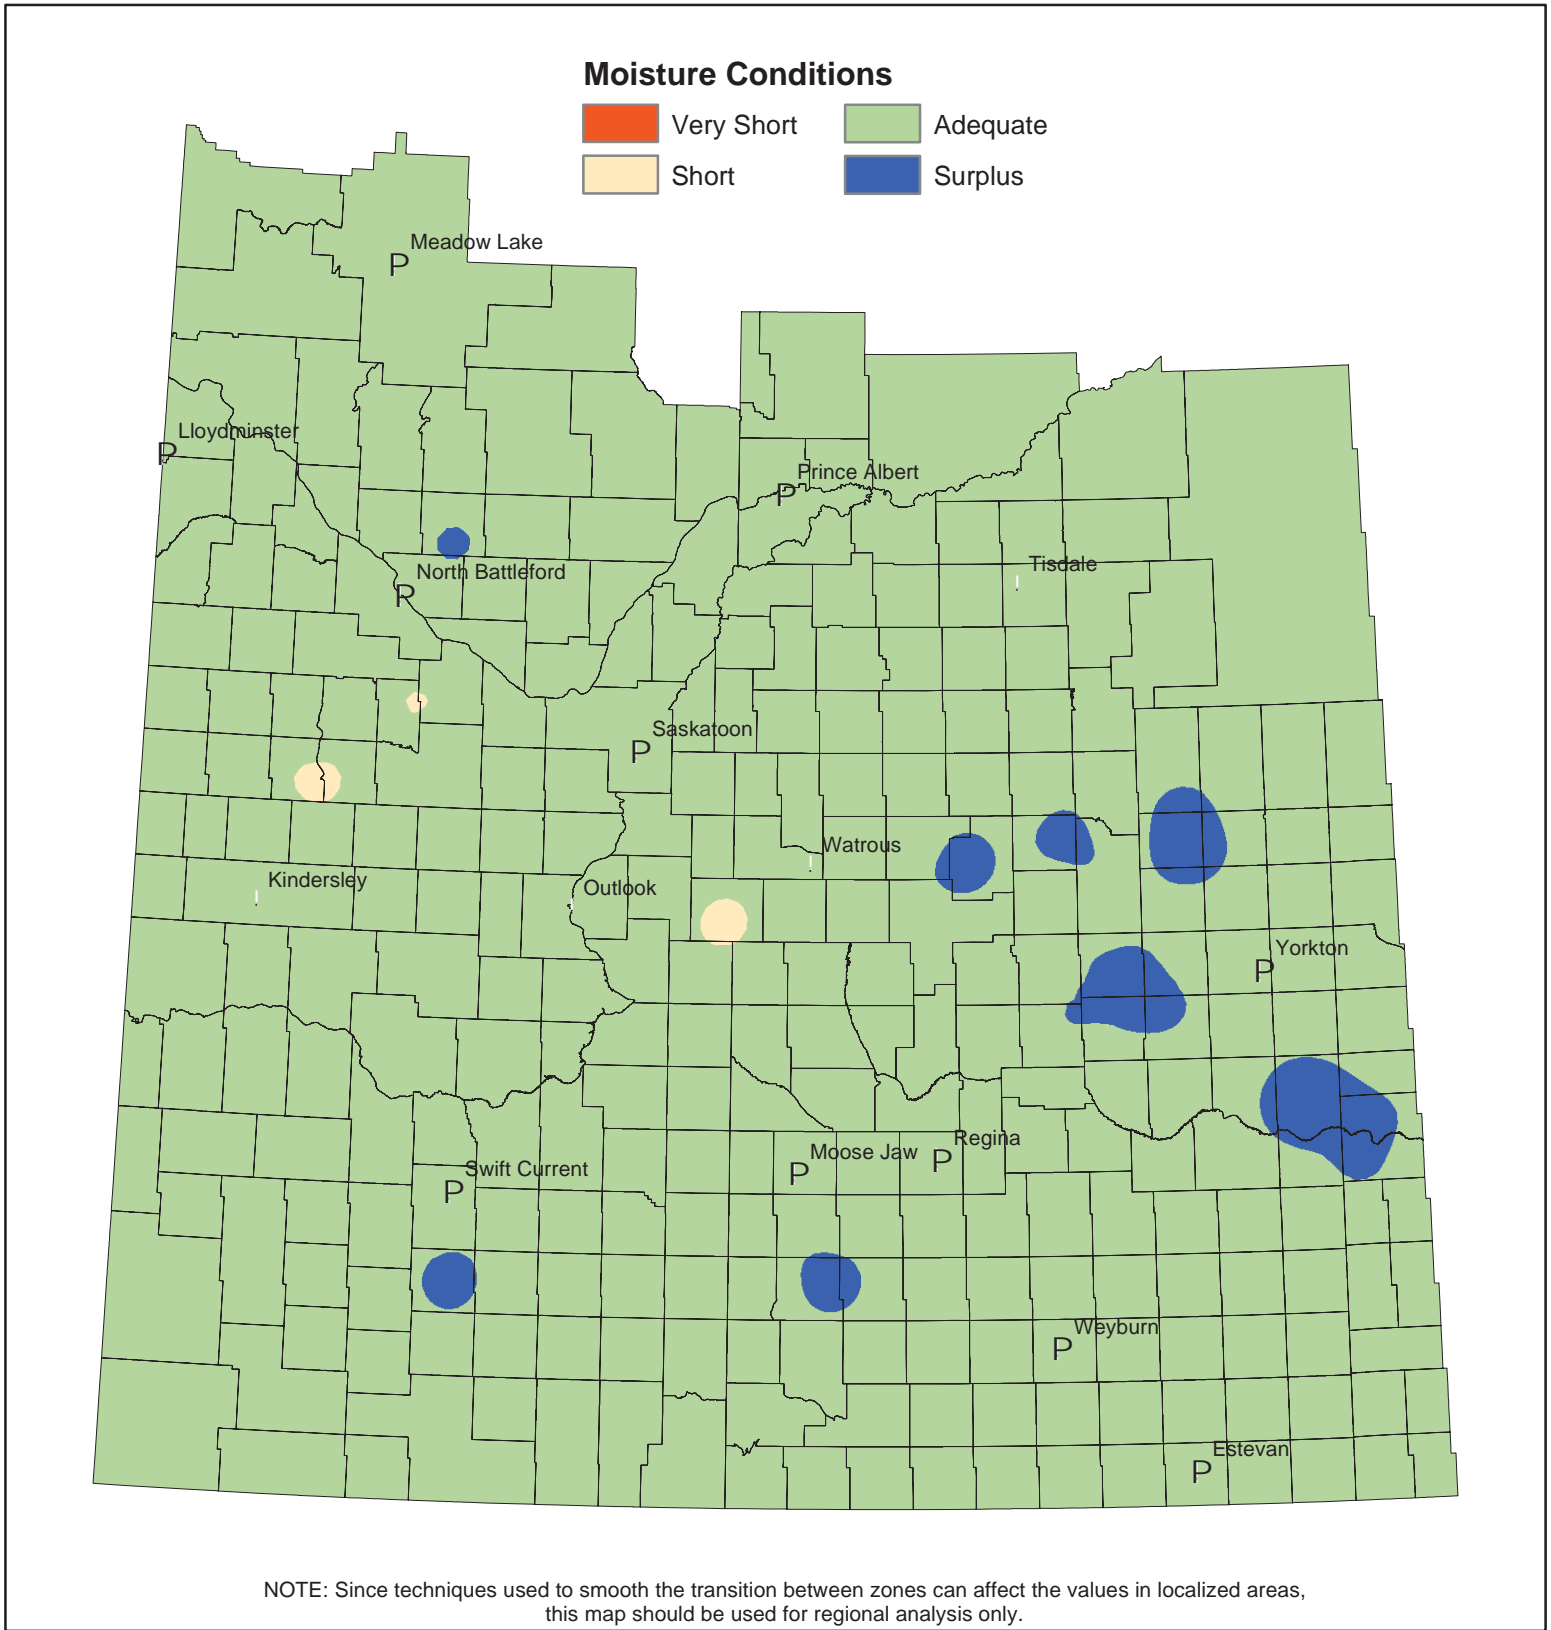 Moisture Conditions
Very Short
Adequate
Short
Surplus
Meadow Lake
P
Lloydminster
P
Prince Albert
P
North Battleford
P
Tisdale
!
Saskatoon
P
Watrous
!
Kindersley
!
Outlook
!
Yorkton
P
Regina
P
Moose Jaw
P
Swift Current
P
Weyburn
P
Estevan
P
NOTE: Since techniques used to smooth the transition between zones can affect the values in localized areas,
this map should be used for regional analysis only.